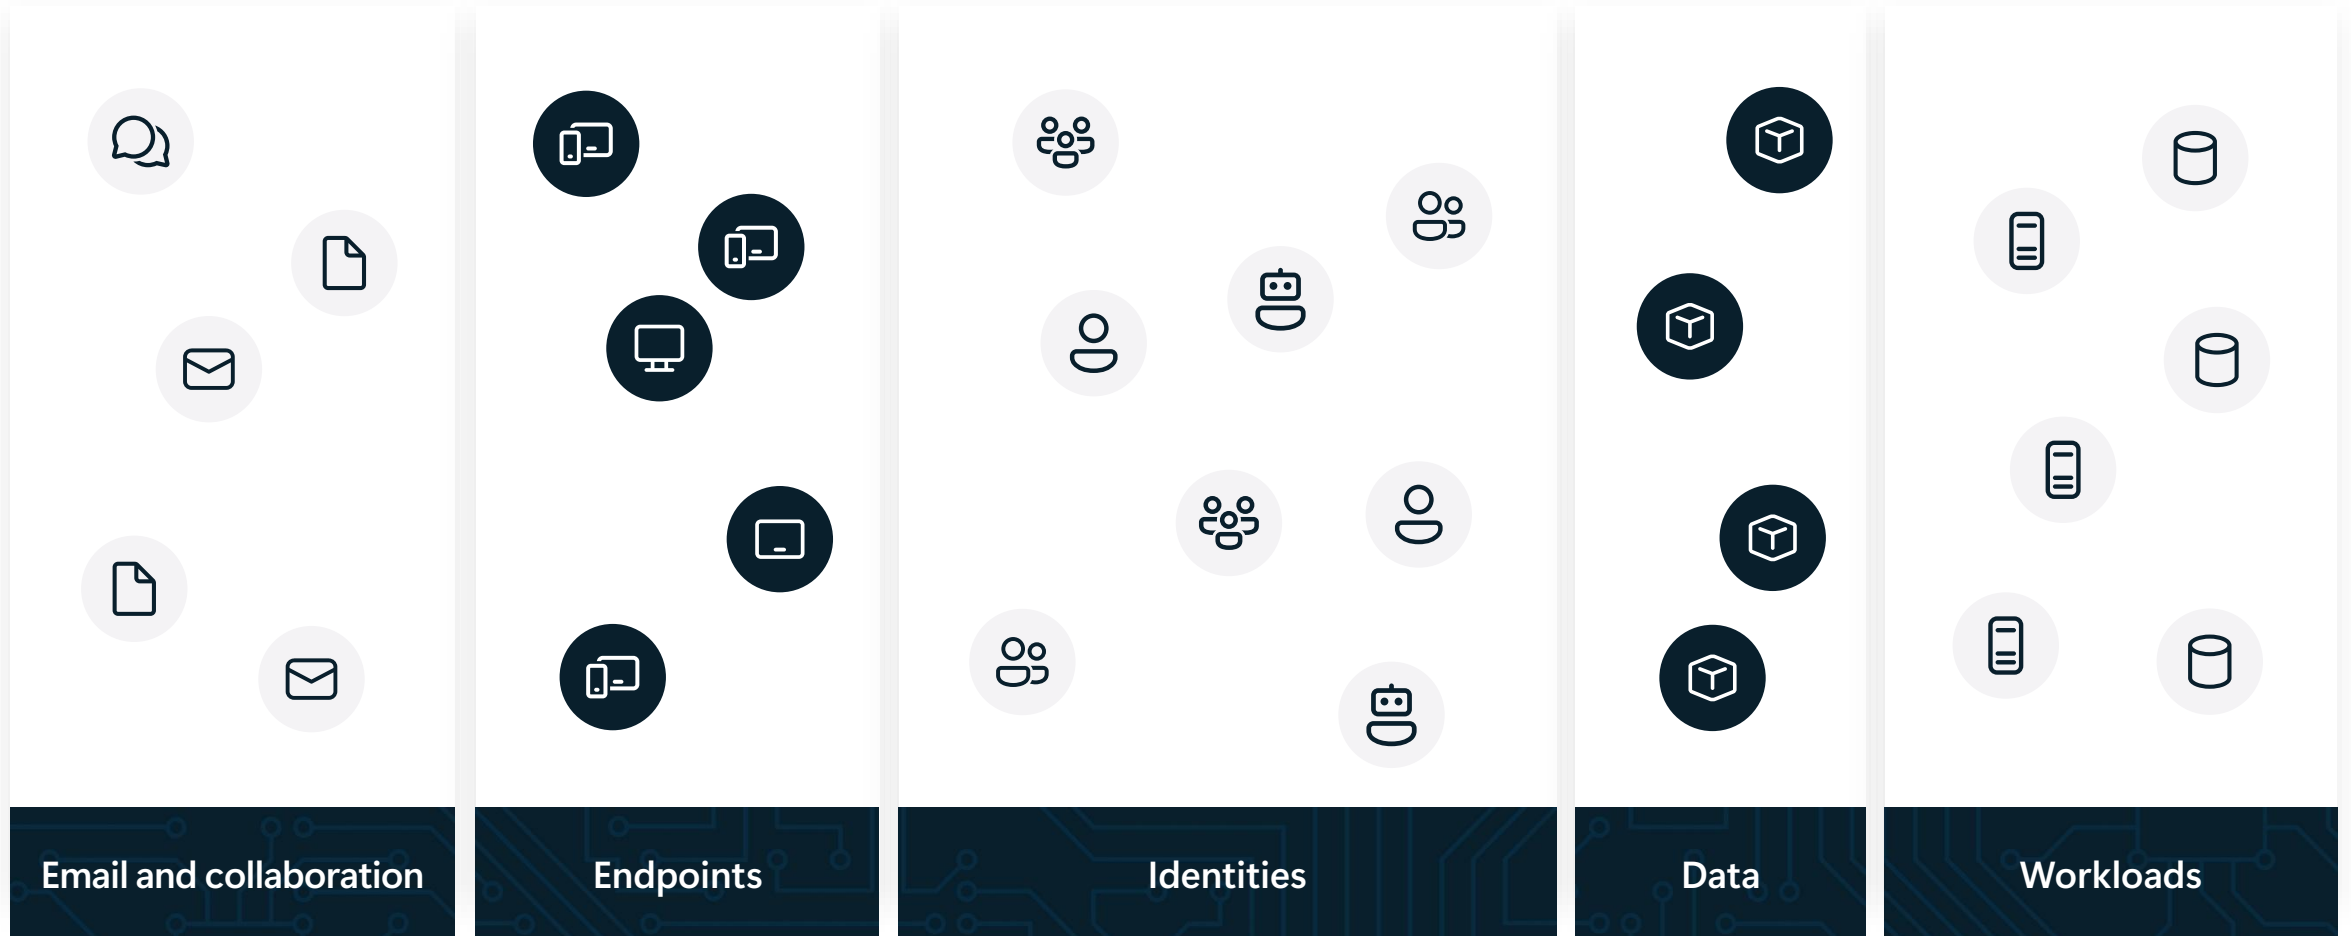 Email and collaboration
Endpoints
Identities
Data
Workloads